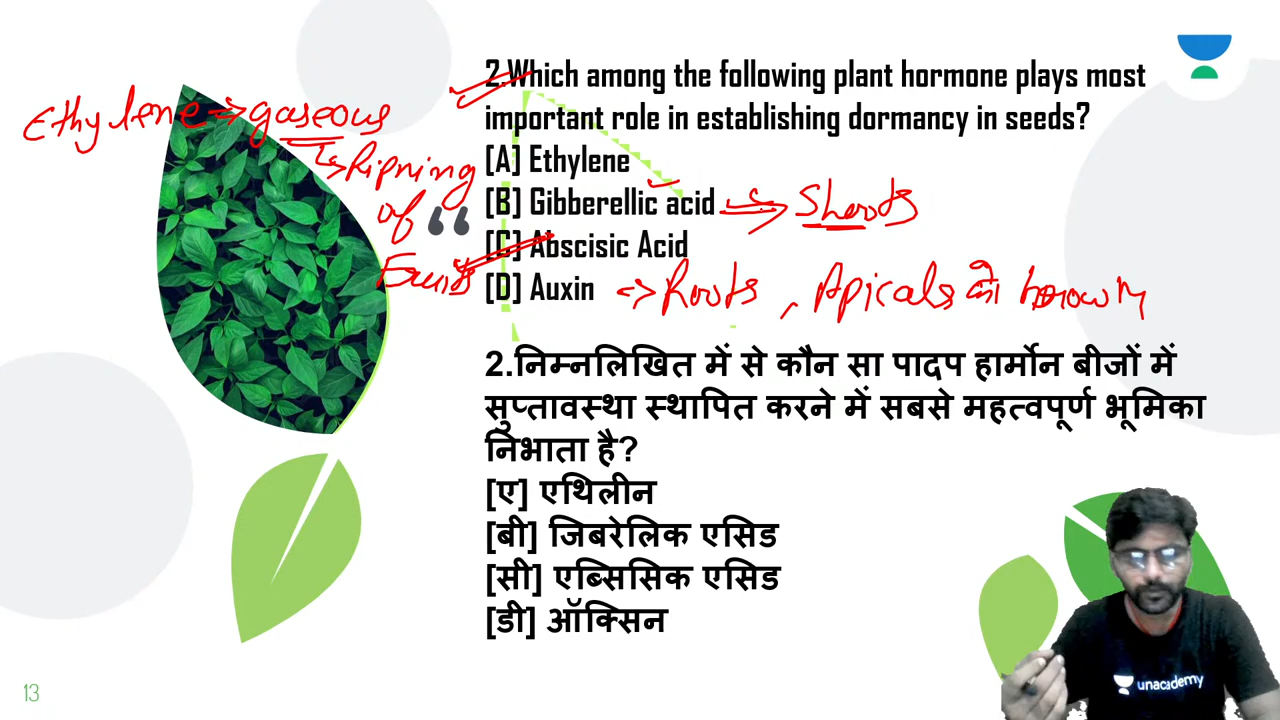 2.Which among the following plant hormone plays most
important role in establishing dormancy in seeds?
[A] Ethylene
[B] Gibberellic acid
[C] Abscisic Acid
[D] Auxin
Ethylene → gaseous
↳ Ripning
of
Fruits
→ Shoots
→ Roots , Apicals की
2.निम्नलिखित में से कौन सा पादप हार्मोन बीजों में
सुप्तावस्था स्थापित करने में सबसे महत्वपूर्ण भूमिका
निभाता है?
[ए] एथिलीन
[बी] जिबरेलिक एसिड
[सी] एब्सिसिक एसिड
[डी] ऑक्सिन
unacademy
13